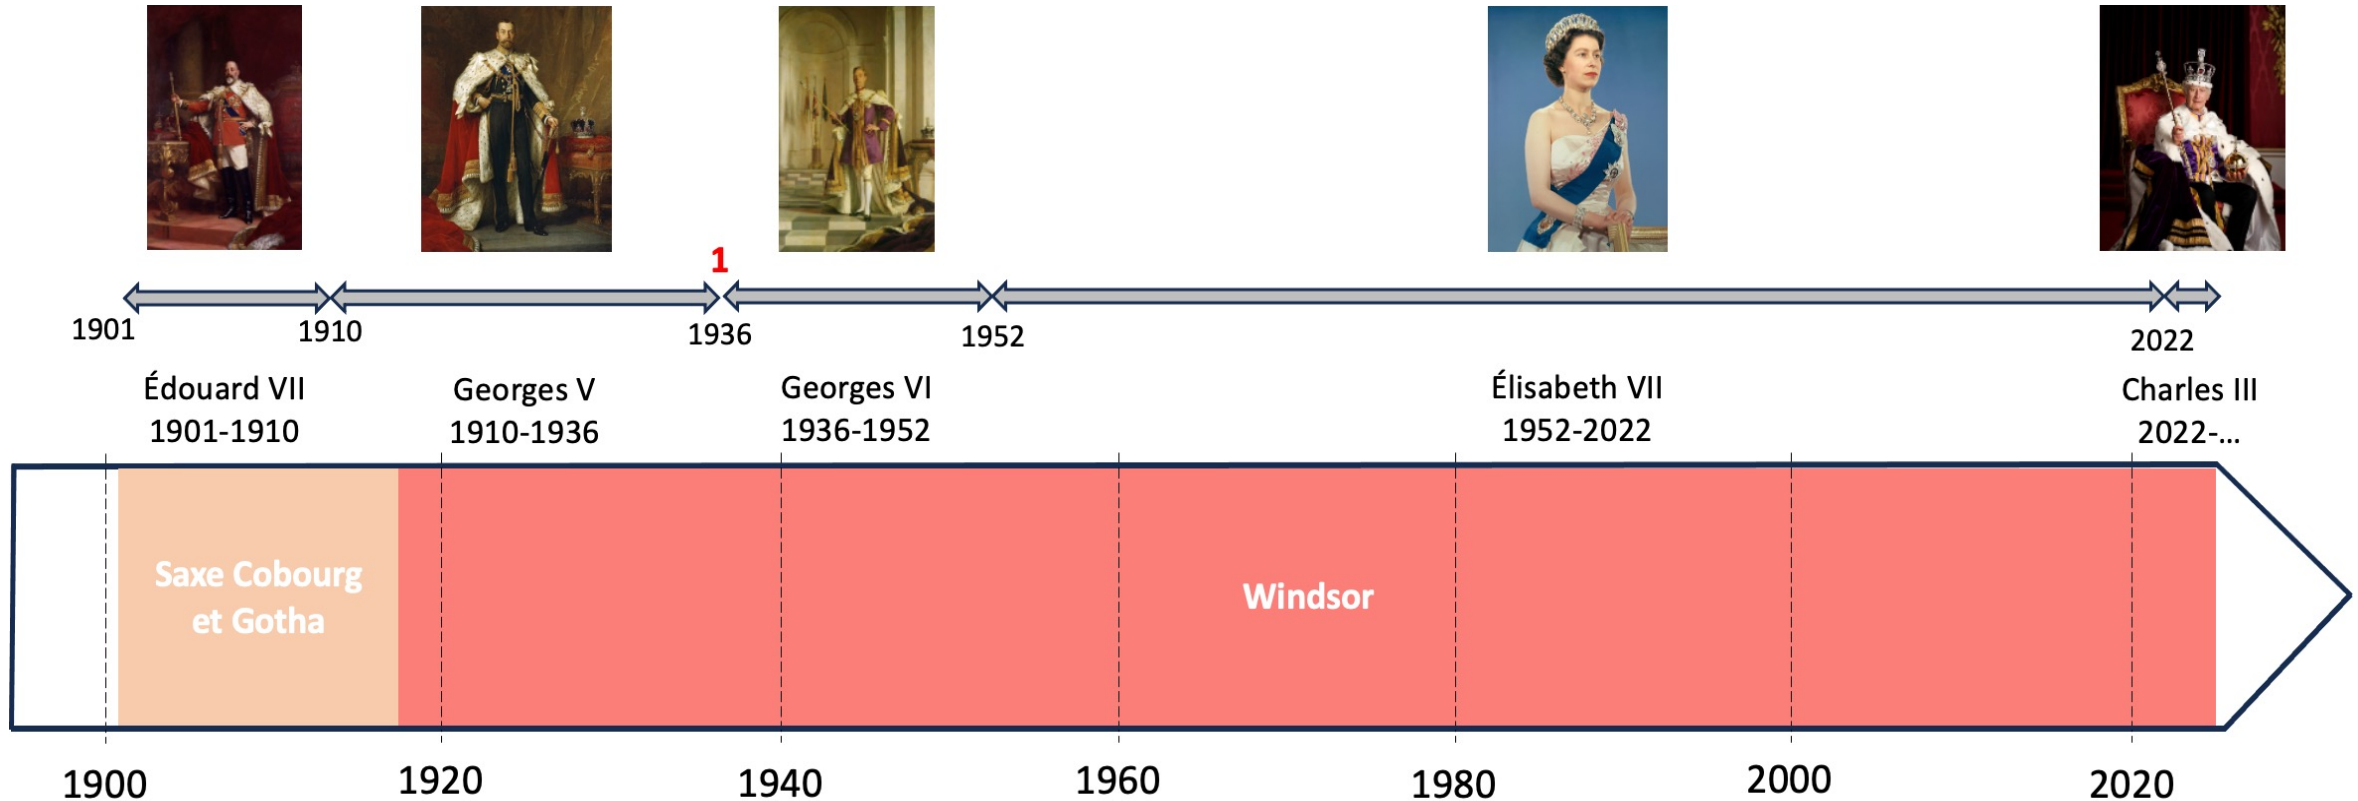 1
1901
1910
1936
1952
2022
Édouard VII
1901-1910
Georges V
1910-1936
Georges VI
1936-1952
Élisabeth VII
1952-2022
Charles III
2022-...
Saxe Cobourg
et Gotha
Windsor
1900
1920
1940
1960
1980
2000
2020